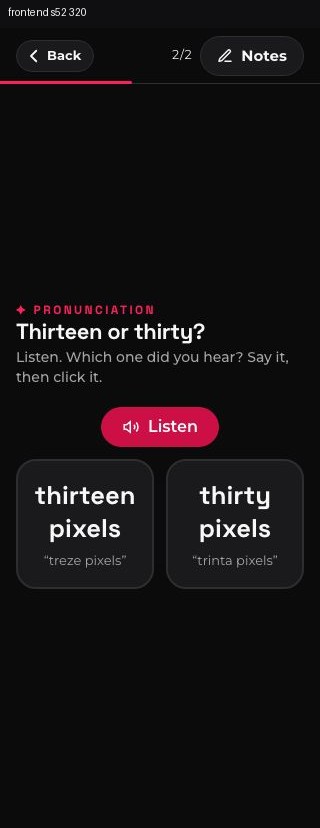 frontend s52 320
Back
2/2
Notes
PRONUNCIATION
Thirteen or thirty?
Listen. Which one did you hear? Say it,
then click it.
Listen
thirteen
pixels
“treze pixels”
thirty
pixels
“trinta pixels”